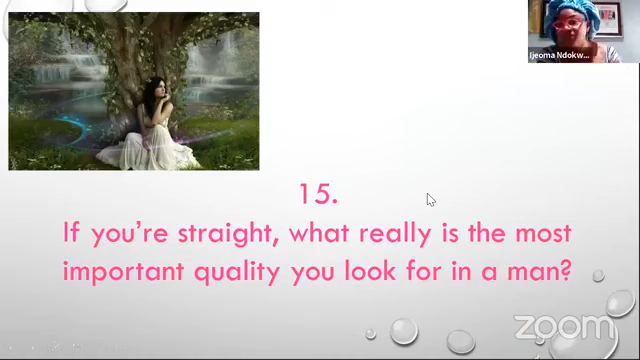 Ijeoma Ndokw...
15.
If you're straight, what really is the most
important quality you look for in a man?
zoom